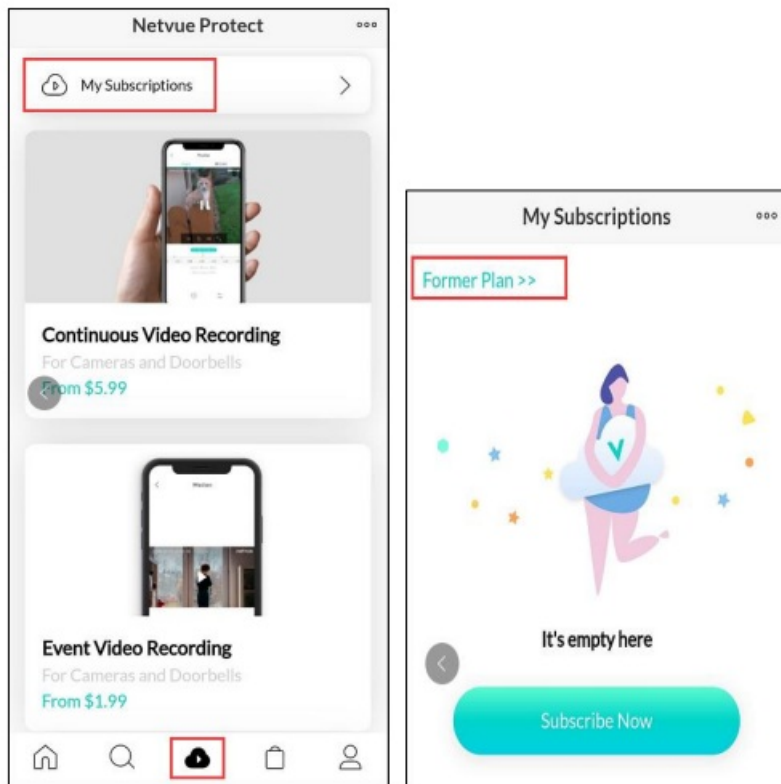 Netvue Protect
My Subscriptions
Continuous Video Recording
For Cameras and Doorbells
From $5.99
Event Video Recording
For Cameras and Doorbells
From $1.99
My Subscriptions
Former Plan >>
It's empty here
Subscribe Now